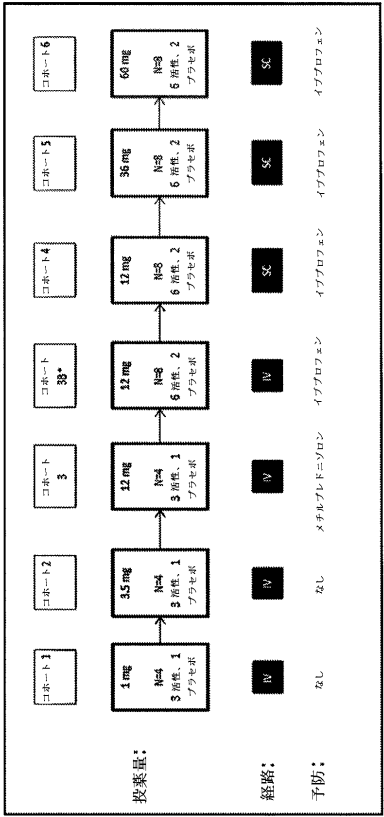 コホート 1
コホート 2
コホート
3
コホート
3B*
コホート 4
コホート 5
コホート 6
投薬量:
1 mg
N=4
3 活性、1
プラセボ
3.5 mg
N=4
3 活性、1
プラセボ
12 mg
N=4
3 活性、1
プラセボ
12 mg
N=8
6 活性、2
プラセボ
12 mg
N=8
6 活性、2
プラセボ
36 mg
N=8
6 活性、2
プラセボ
60 mg
N=8
6 活性、2
プラセボ
経路:
IV
IV
IV
IV
SC
SC
SC
予防:
なし
なし
メチルプレドニゾロン
イブプロフェン
イブプロフェン
イブプロフェン
イブプロフェン